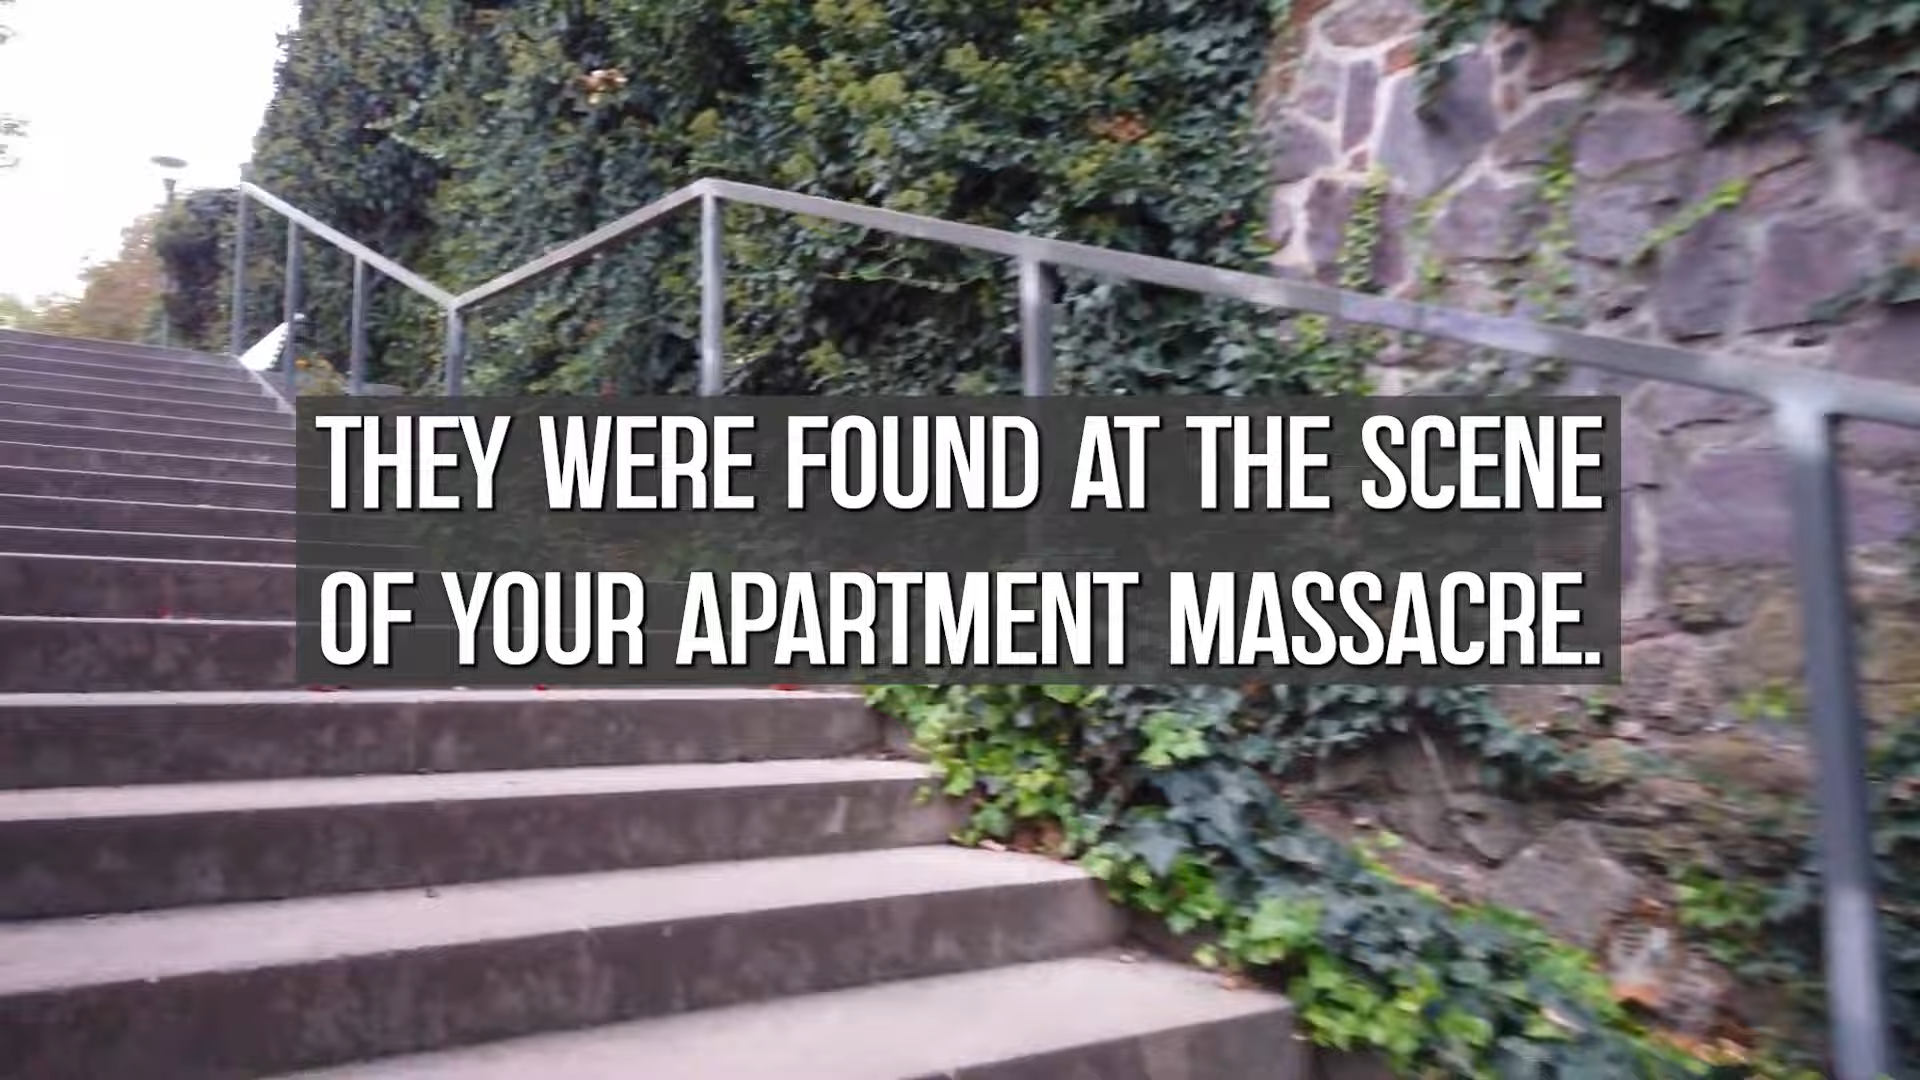 THEY WERE FOUND AT THE SCENE
OF YOUR APARTMENT MASSACRE.